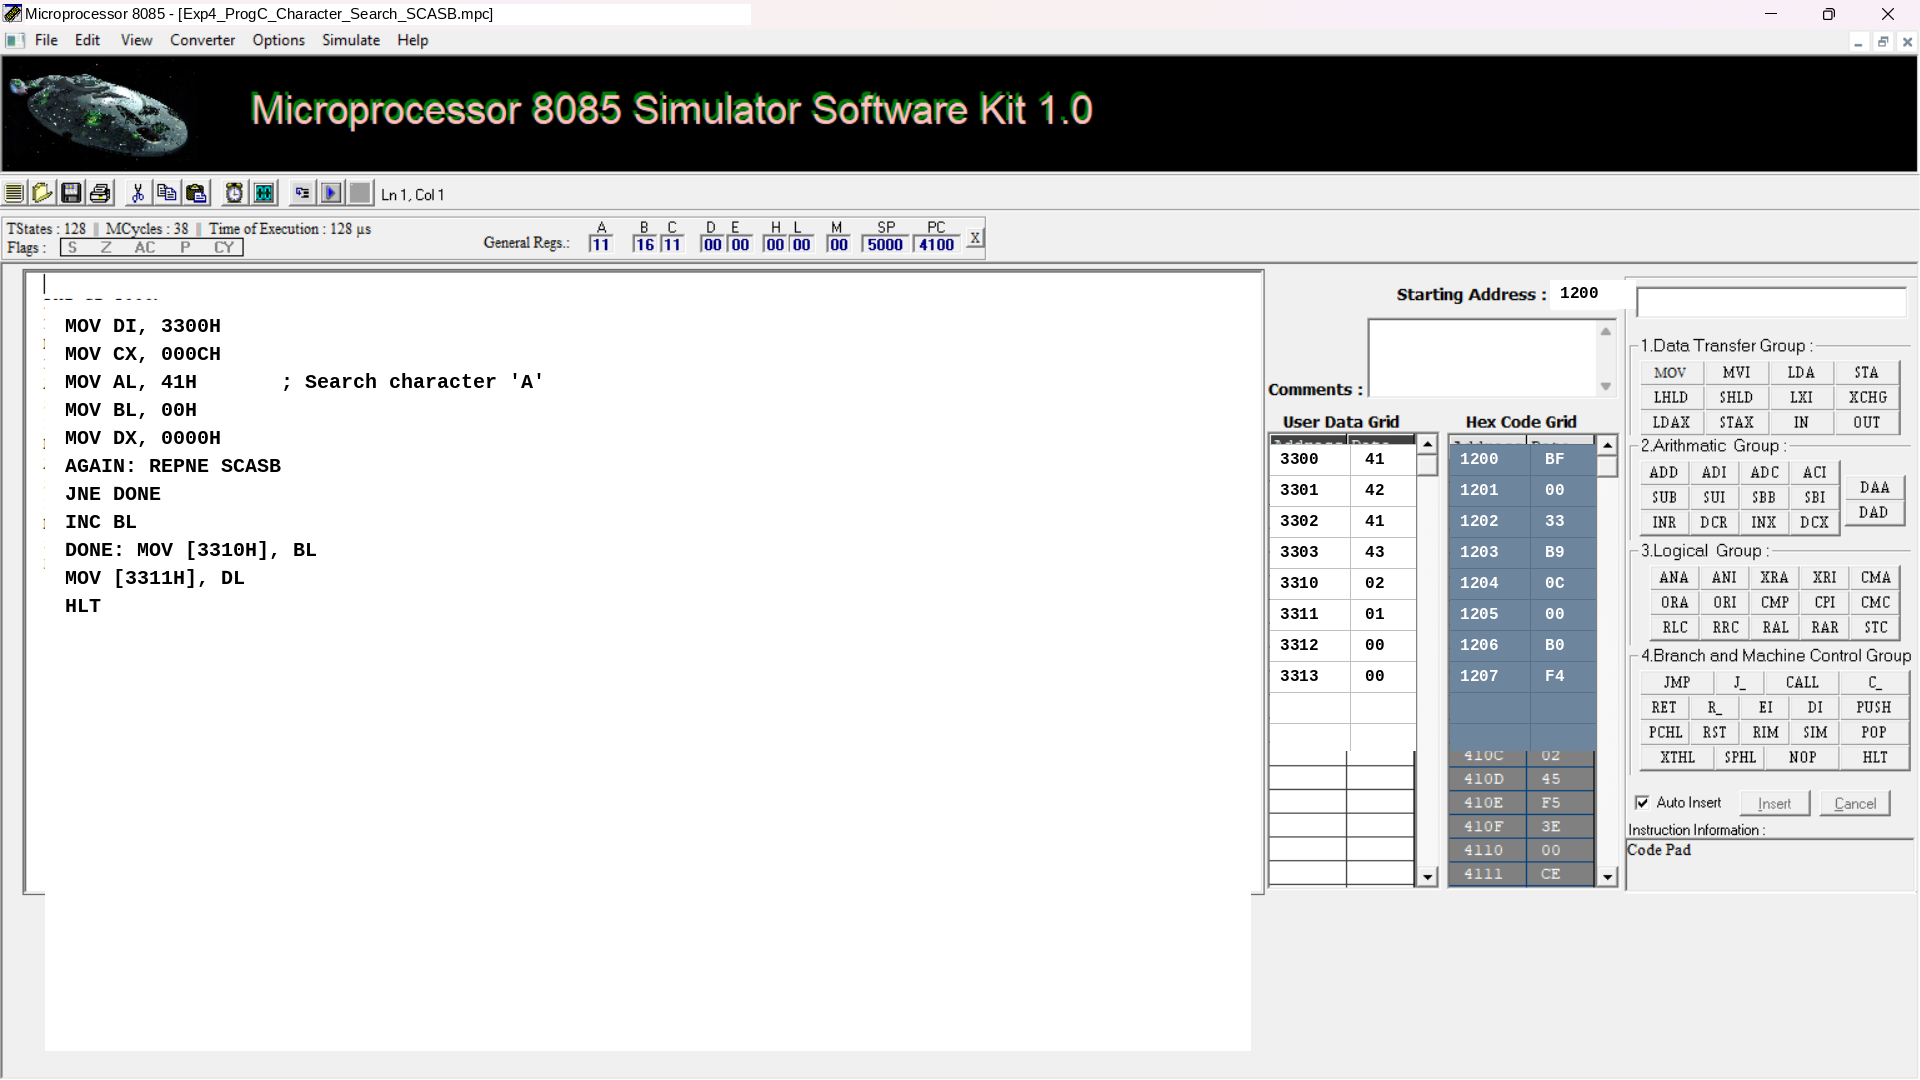 Microprocessor 8085 - [Exp4_ProgC_Character_Search_SCASB.mpc]
File Edit View Converter Options Simulate Help
Microprocessor 8085 Simulator Software Kit 1.0
Ln 1, Col 1
TStates : 128 || MCycles : 38 || Time of Execution : 128 µs
Flags : S Z AC P CY
General Regs.:
A B C D E H L M SP PC
11 16 11 00 00 00 00 00 5000 4100 X
MOV DI, 3300H
MOV CX, 000CH
MOV AL, 41H ; Search character 'A'
MOV BL, 00H
MOV DX, 0000H
AGAIN: REPNE SCASB
JNE DONE
INC BL
DONE: MOV [3310H], BL
MOV [3311H], DL
HLT
Starting Address : 1200
Comments :
User Data Grid
3300 41
3301 42
3302 41
3303 43
3310 02
3311 01
3312 00
3313 00
Hex Code Grid
1200 BF
1201 00
1202 33
1203 B9
1204 0C
1205 00
1206 B0
1207 F4
410C 02
410D 45
410E F5
410F 3E
4110 00
4111 CE
1.Data Transfer Group :
MOV MVI LDA STA
LHLD SHLD LXI XCHG
LDAX STAX IN OUT
2.Arithmatic Group :
ADD ADI ADC ACI
SUB SUI SBB SBI
INR DCR INX DCX
DAA
DAD
3.Logical Group :
ANA ANI XRA XRI CMA
ORA ORI CMP CPI CMC
RLC RRC RAL RAR STC
4.Branch and Machine Control Group
JMP J_ CALL C_
RET R_ EI DI PUSH
PCHL RST RIM SIM POP
XTHL SPHL NOP HLT
Auto Insert Insert Cancel
Instruction Information :
Code Pad